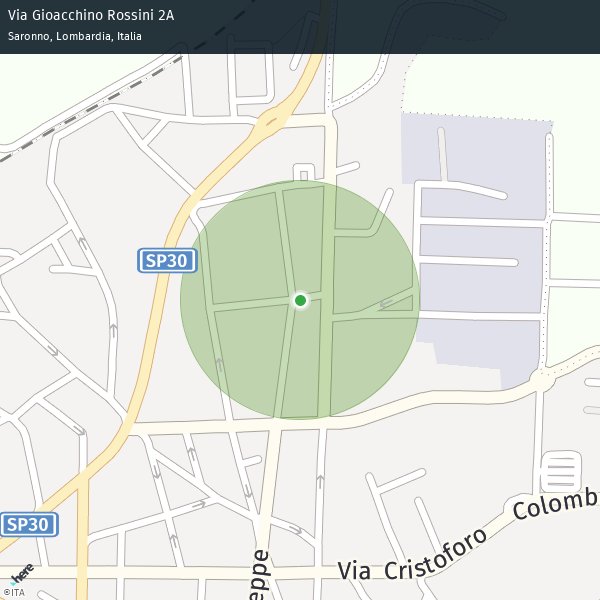 Via Gioacchino Rossini 2A
Saronno, Lombardia, Italia
SP30
SP30
Colomb
Via Cristoforo
eppe
here
©ITA